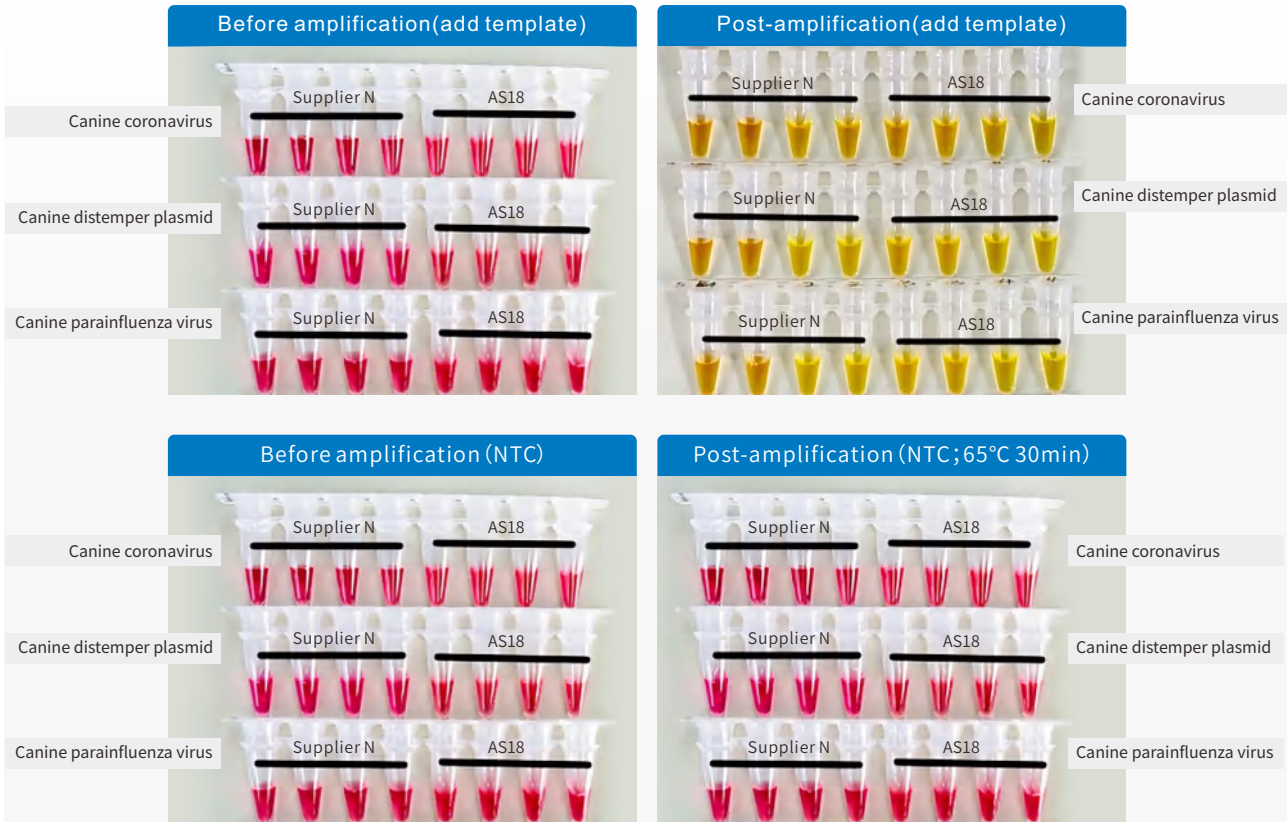 Before amplification(add template)
Post-amplification(add template)
Supplier N
AS18
Canine coronavirus
Supplier N
AS18
Canine distemper plasmid
Supplier N
AS18
Canine parainfluenza virus
Supplier N
AS18
Canine coronavirus
Supplier N
AS18
Canine distemper plasmid
Supplier N
AS18
Canine parainfluenza virus
Before amplification (NTC)
Post-amplification (NTC; 65℃ 30min)
Supplier N
AS18
Canine coronavirus
Supplier N
AS18
Canine distemper plasmid
Supplier N
AS18
Canine parainfluenza virus
Supplier N
AS18
Canine coronavirus
Supplier N
AS18
Canine distemper plasmid
Supplier N
AS18
Canine parainfluenza virus